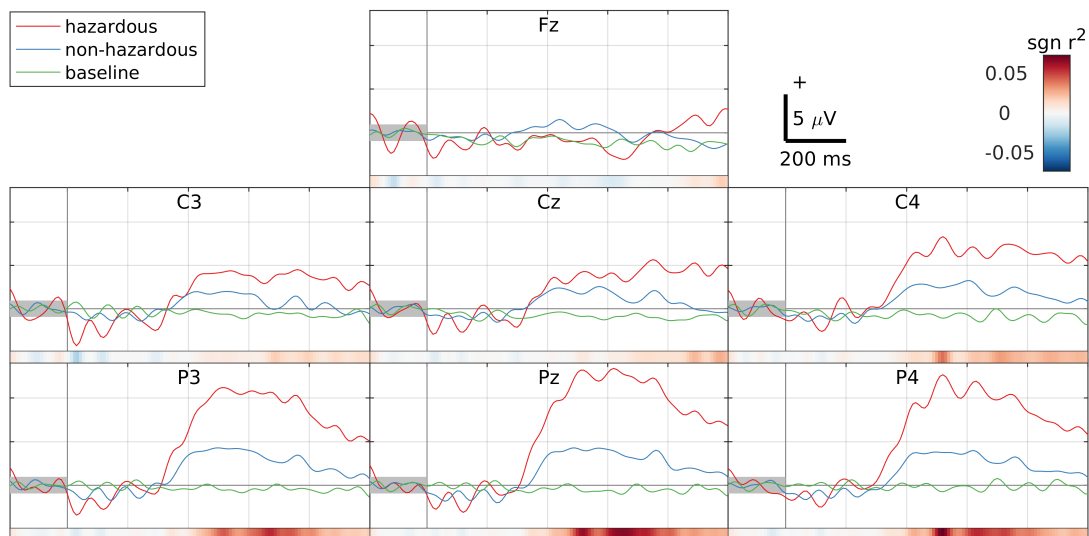 hazardous
non-hazardous
baseline
Fz
+
5 μV
200 ms
sgn r²
0.05
0
-0.05
C3
Cz
C4
P3
Pz
P4